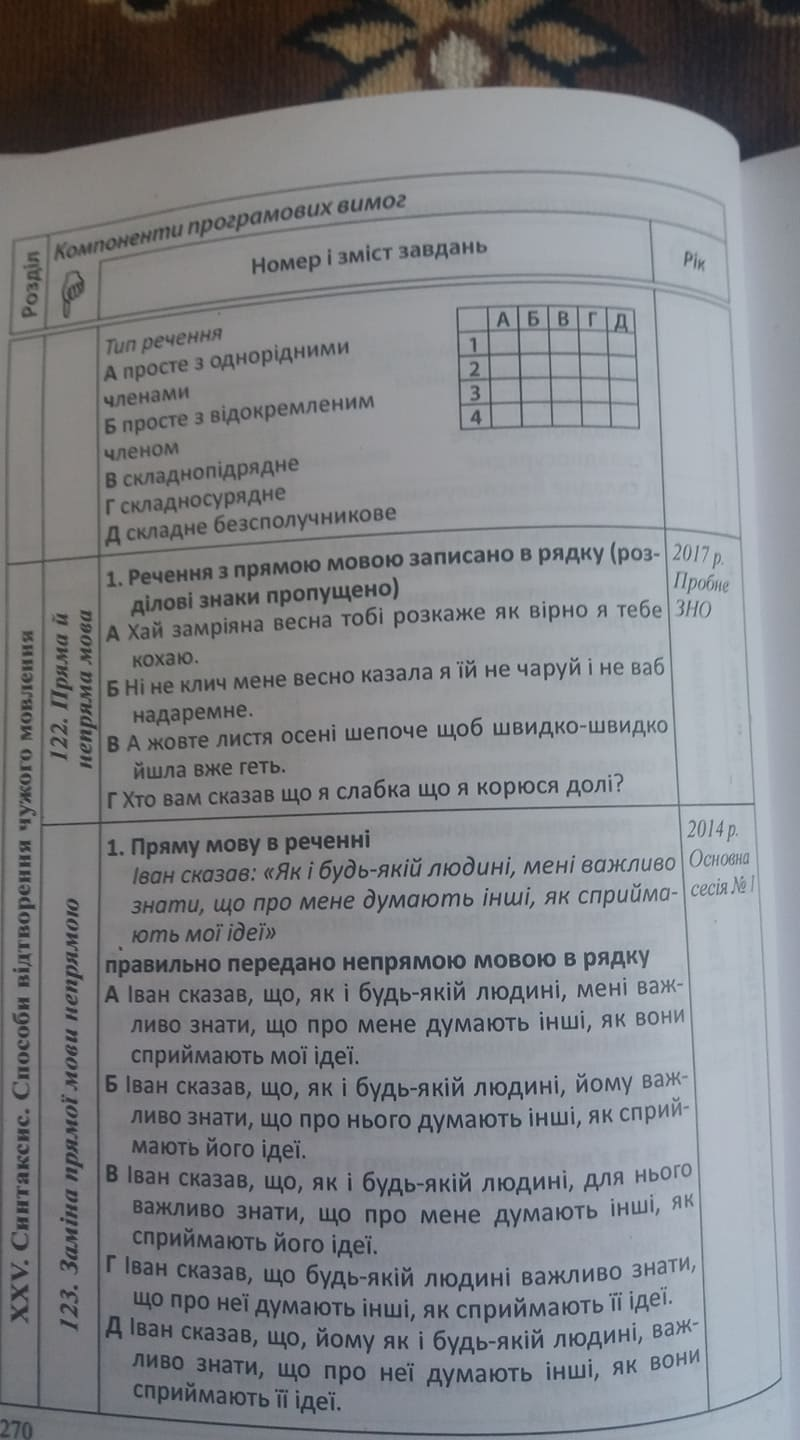 Розділ
Компоненти програмових вимог
Номер і зміст завдань
Рік
Тип речення
А просте з однорідними
членами
Б просте з відокремленим
членом
В складнопідрядне
Г складносурядне
Д складне безсполучникове
А Б В Г Д
1
2
3
4
XXV. Синтаксис. Способи відтворення чужого мовлення
122. Пряма й
непряма мова
1. Речення з прямою мовою записано в рядку (роз-
ділові знаки пропущено)
А Хай замріяна весна тобі розкаже як вірно я тебе
кохаю.
Б Ні не клич мене весно казала я їй не чаруй і не ваб
надаремне.
В А жовте листя осені шепоче щоб швидко-швидко
йшла вже геть.
Г Хто вам сказав що я слабка що я корюся долі?
2017 р.
Пробне
ЗНО
123. Заміна прямої мови непрямою
1. Пряму мову в реченні
Іван сказав: «Як і будь-якій людині, мені важливо
знати, що про мене думають інші, як сприйма-
ють мої ідеї»
правильно передано непрямою мовою в рядку
А Іван сказав, що, як і будь-якій людині, мені важ-
ливо знати, що про мене думають інші, як вони
сприймають мої ідеї.
Б Іван сказав, що, як і будь-якій людині, йому важ-
ливо знати, що про нього думають інші, як сприй-
мають його ідеї.
В Іван сказав, що, як і будь-якій людині, для нього
важливо знати, що про мене думають інші, як
сприймають його ідеї.
Г Іван сказав, що будь-якій людині важливо знати,
що про неї думають інші, як сприймають її ідеї.
Д Іван сказав, що, йому як і будь-якій людині, важ-
ливо знати, що про неї думають інші, як вони
сприймають її ідеї.
2014 р.
Основна
сесія № 1
270